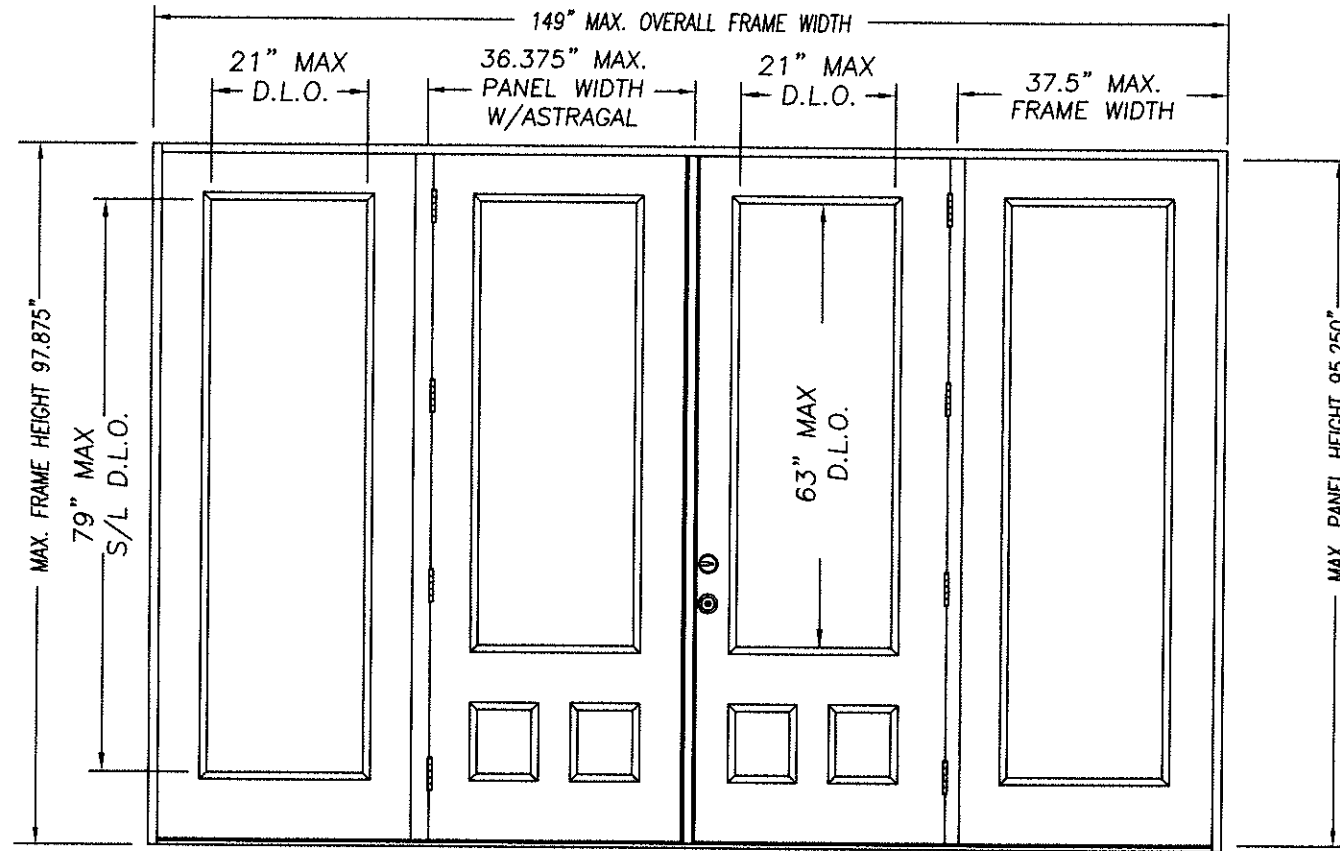 149" MAX. OVERALL FRAME WIDTH
21" MAX
D.L.O.
36.375" MAX.
PANEL WIDTH
W/ASTRAGAL
21" MAX
D.L.O.
37.5" MAX.
FRAME WIDTH
MAX. FRAME HEIGHT 97.875"
79" MAX
S/L D.L.O.
63" MAX
D.L.O.
MAX. PANEL HEIGHT 95.250"